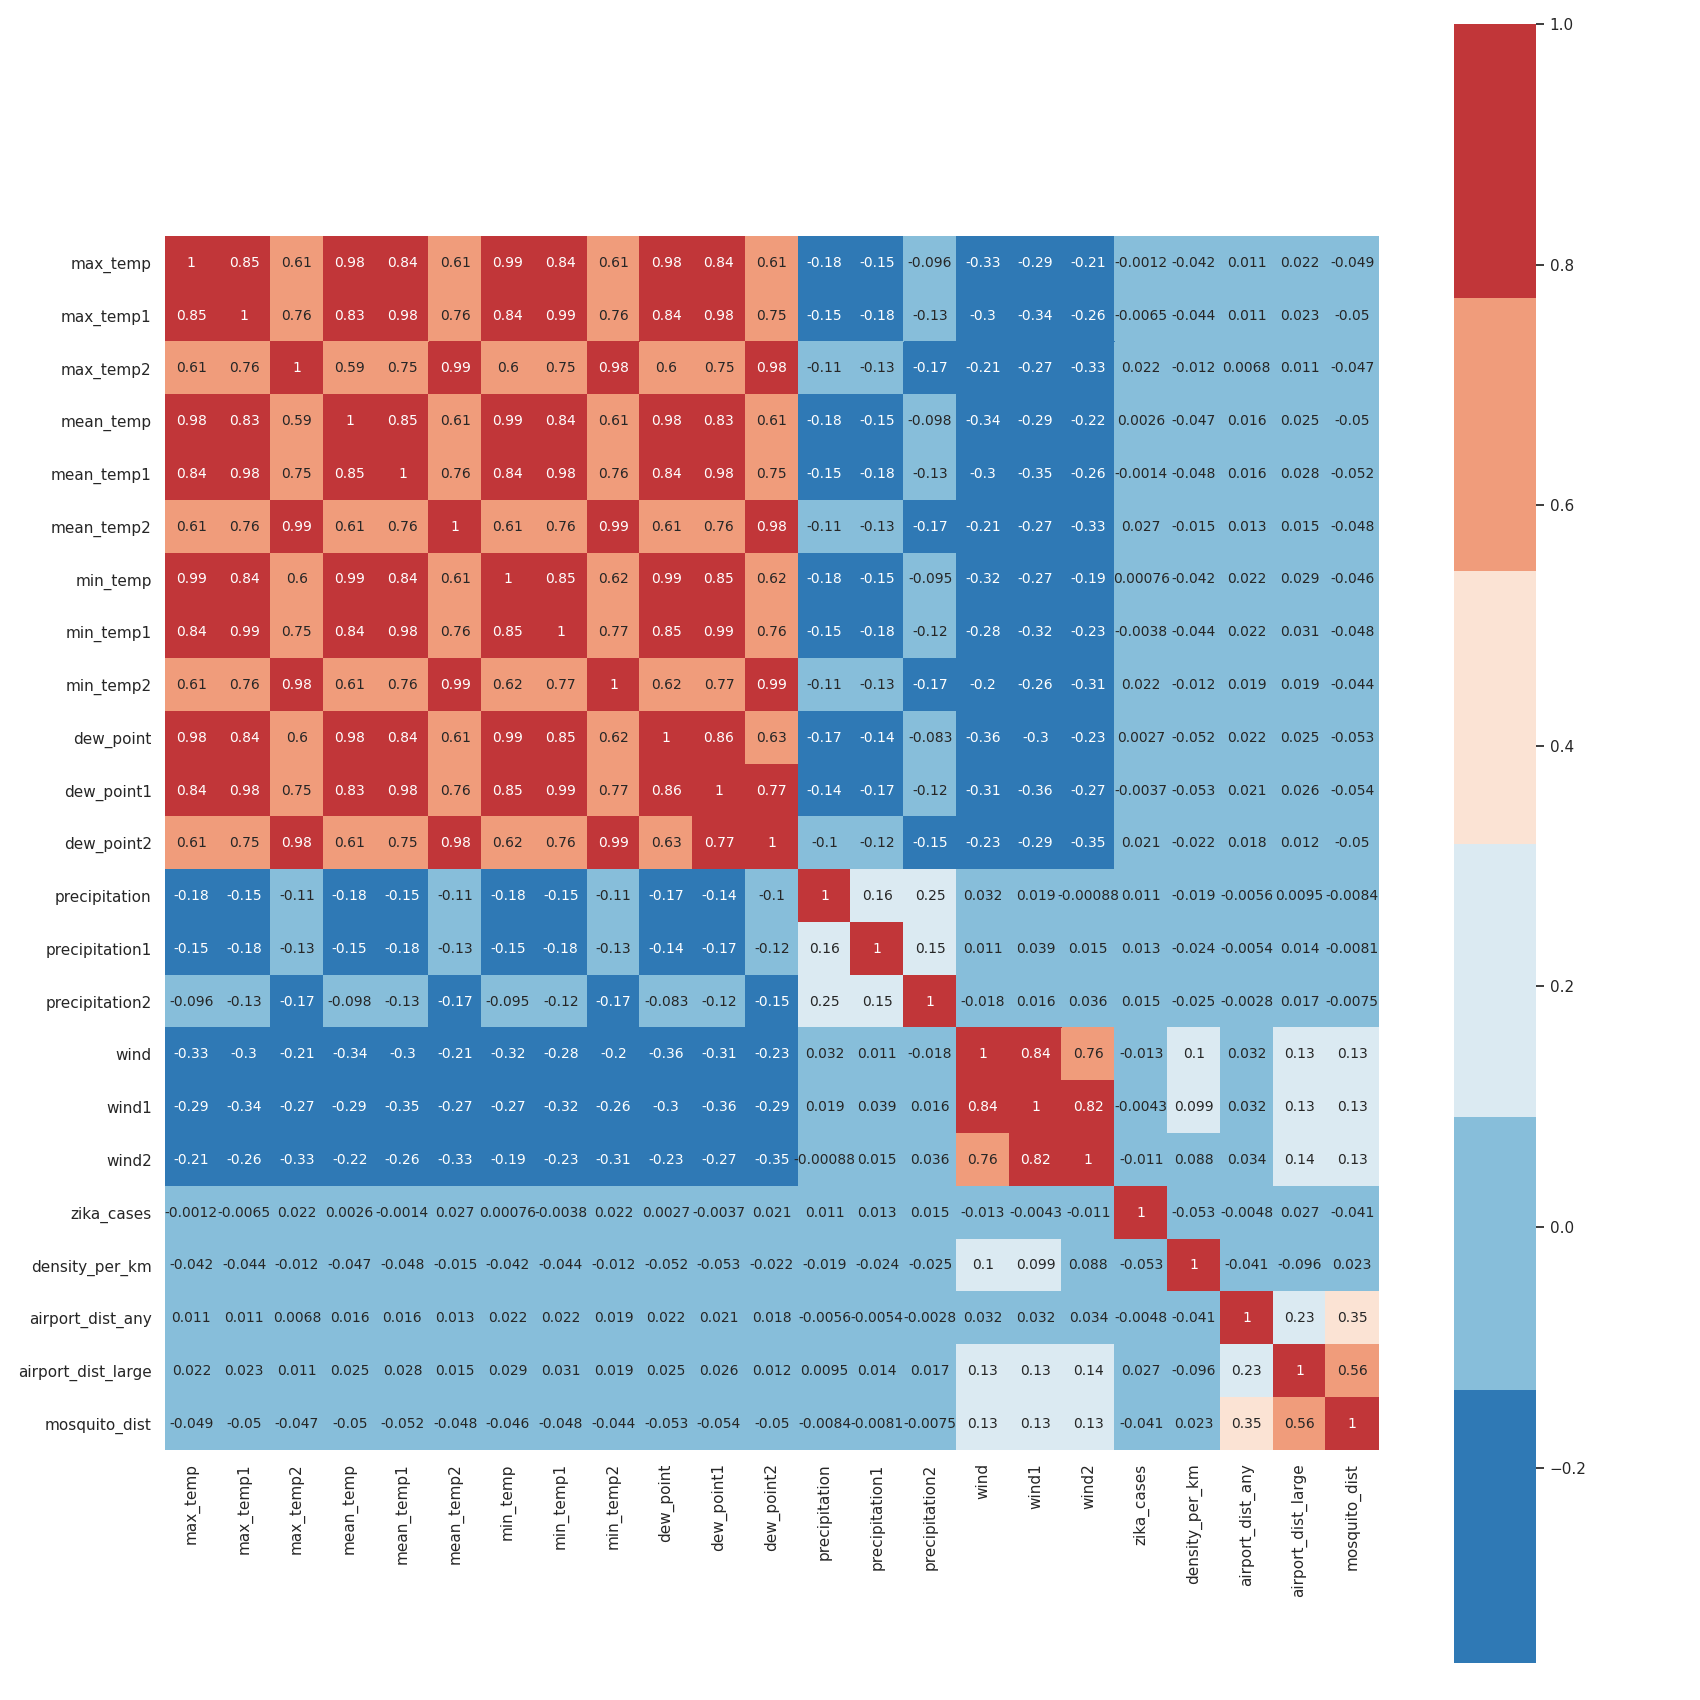 1.0
0.8
0.6
0.4
0.2
0.0
−0.2
max_temp 1 0.85 0.61 0.98 0.84 0.61 0.99 0.84 0.61 0.98 0.84 0.61 -0.18 -0.15 -0.096 -0.33 -0.29 -0.21 -0.0012 -0.042 0.011 0.022 -0.049
max_temp1 0.85 1 0.76 0.83 0.98 0.76 0.84 0.99 0.76 0.84 0.98 0.75 -0.15 -0.18 -0.13 -0.3 -0.34 -0.26 -0.0065 -0.044 0.011 0.023 -0.05
max_temp2 0.61 0.76 1 0.59 0.75 0.99 0.6 0.75 0.98 0.6 0.75 0.98 -0.11 -0.13 -0.17 -0.21 -0.27 -0.33 0.022 -0.012 0.0068 0.011 -0.047
mean_temp 0.98 0.83 0.59 1 0.85 0.61 0.99 0.84 0.61 0.98 0.83 0.61 -0.18 -0.15 -0.098 -0.34 -0.29 -0.22 0.0026 -0.047 0.016 0.025 -0.05
mean_temp1 0.84 0.98 0.75 0.85 1 0.76 0.84 0.98 0.76 0.84 0.98 0.75 -0.15 -0.18 -0.13 -0.3 -0.35 -0.26 -0.0014 -0.048 0.016 0.028 -0.052
mean_temp2 0.61 0.76 0.99 0.61 0.76 1 0.61 0.76 0.99 0.61 0.76 0.98 -0.11 -0.13 -0.17 -0.21 -0.27 -0.33 0.027 -0.015 0.013 0.015 -0.048
min_temp 0.99 0.84 0.6 0.99 0.84 0.61 1 0.85 0.62 0.99 0.85 0.62 -0.18 -0.15 -0.095 -0.32 -0.27 -0.19 0.00076 -0.042 0.022 0.029 -0.046
min_temp1 0.84 0.99 0.75 0.84 0.98 0.76 0.85 1 0.77 0.85 0.99 0.76 -0.15 -0.18 -0.12 -0.28 -0.32 -0.23 -0.0038 -0.044 0.022 0.031 -0.048
min_temp2 0.61 0.76 0.98 0.61 0.76 0.99 0.62 0.77 1 0.62 0.77 0.99 -0.11 -0.13 -0.17 -0.2 -0.26 -0.31 0.022 -0.012 0.019 0.019 -0.044
dew_point 0.98 0.84 0.6 0.98 0.84 0.61 0.99 0.85 0.62 1 0.86 0.63 -0.17 -0.14 -0.083 -0.36 -0.3 -0.23 0.0027 -0.052 0.022 0.025 -0.053
dew_point1 0.84 0.98 0.75 0.83 0.98 0.76 0.85 0.99 0.77 0.86 1 0.77 -0.14 -0.17 -0.12 -0.31 -0.36 -0.27 -0.0037 -0.053 0.021 0.026 -0.054
dew_point2 0.61 0.75 0.98 0.61 0.75 0.98 0.62 0.76 0.99 0.63 0.77 1 -0.1 -0.12 -0.15 -0.23 -0.29 -0.35 0.021 -0.022 0.018 0.012 -0.05
precipitation -0.18 -0.15 -0.11 -0.18 -0.15 -0.11 -0.18 -0.15 -0.11 -0.17 -0.14 -0.1 1 0.16 0.25 0.032 0.019 -0.00088 0.011 -0.019 -0.0056 0.0095 -0.0084
precipitation1 -0.15 -0.18 -0.13 -0.15 -0.18 -0.13 -0.15 -0.18 -0.13 -0.14 -0.17 -0.12 0.16 1 0.15 0.011 0.039 0.015 0.013 -0.024 -0.0054 0.014 -0.0081
precipitation2 -0.096 -0.13 -0.17 -0.098 -0.13 -0.17 -0.095 -0.12 -0.17 -0.083 -0.12 -0.15 0.25 0.15 1 -0.018 0.016 0.036 0.015 -0.025 -0.0028 0.017 -0.0075
wind -0.33 -0.3 -0.21 -0.34 -0.3 -0.21 -0.32 -0.28 -0.2 -0.36 -0.31 -0.23 0.032 0.011 -0.018 1 0.84 0.76 -0.013 0.1 0.032 0.13 0.13
wind1 -0.29 -0.34 -0.27 -0.29 -0.35 -0.27 -0.27 -0.32 -0.26 -0.3 -0.36 -0.29 0.019 0.039 0.016 0.84 1 0.82 -0.0043 0.099 0.032 0.13 0.13
wind2 -0.21 -0.26 -0.33 -0.22 -0.26 -0.33 -0.19 -0.23 -0.31 -0.23 -0.27 -0.35 -0.00088 0.015 0.036 0.76 0.82 1 -0.011 0.088 0.034 0.14 0.13
zika_cases -0.0012 -0.0065 0.022 0.0026 -0.0014 0.027 0.00076 -0.0038 0.022 0.0027 -0.0037 0.021 0.011 0.013 0.015 -0.013 -0.0043 -0.011 1 -0.053 -0.0048 0.027 -0.041
density_per_km -0.042 -0.044 -0.012 -0.047 -0.048 -0.015 -0.042 -0.044 -0.012 -0.052 -0.053 -0.022 -0.019 -0.024 -0.025 0.1 0.099 0.088 -0.053 1 -0.041 -0.096 0.023
airport_dist_any 0.011 0.011 0.0068 0.016 0.016 0.013 0.022 0.022 0.019 0.022 0.021 0.018 -0.0056 -0.0054 -0.0028 0.032 0.032 0.034 -0.0048 -0.041 1 0.23 0.35
airport_dist_large 0.022 0.023 0.011 0.025 0.028 0.015 0.029 0.031 0.019 0.025 0.026 0.012 0.0095 0.014 0.017 0.13 0.13 0.14 0.027 -0.096 0.23 1 0.56
mosquito_dist -0.049 -0.05 -0.047 -0.05 -0.052 -0.048 -0.046 -0.048 -0.044 -0.053 -0.054 -0.05 -0.0084 -0.0081 -0.0075 0.13 0.13 0.13 -0.041 0.023 0.35 0.56 1
max_temp
max_temp1
max_temp2
mean_temp
mean_temp1
mean_temp2
min_temp
min_temp1
min_temp2
dew_point
dew_point1
dew_point2
precipitation
precipitation1
precipitation2
wind
wind1
wind2
zika_cases
density_per_km
airport_dist_any
airport_dist_large
mosquito_dist